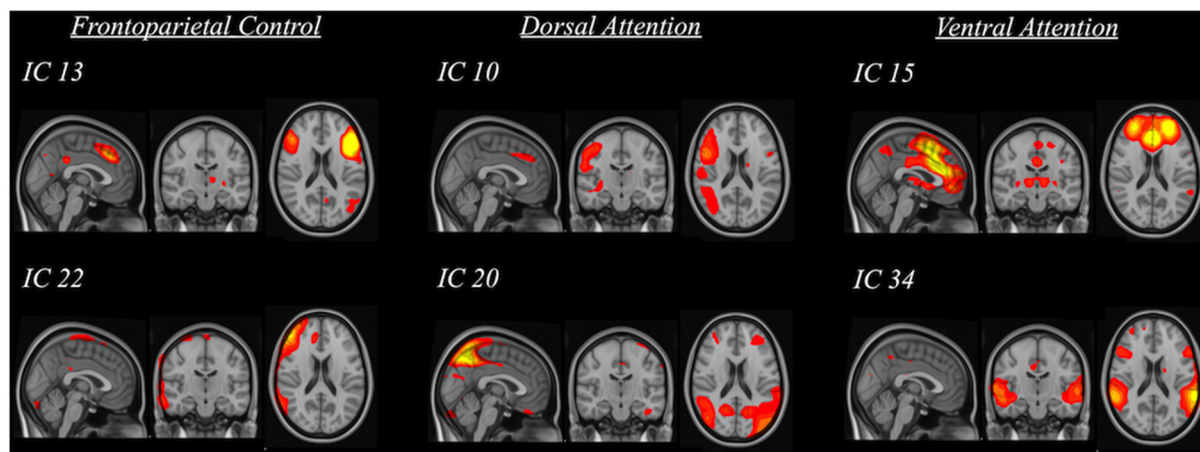 Frontoparietal Control Dorsal Attention Ventral Attention
IC 13 IC 10 IC 15
IC 22 IC 20 IC 34